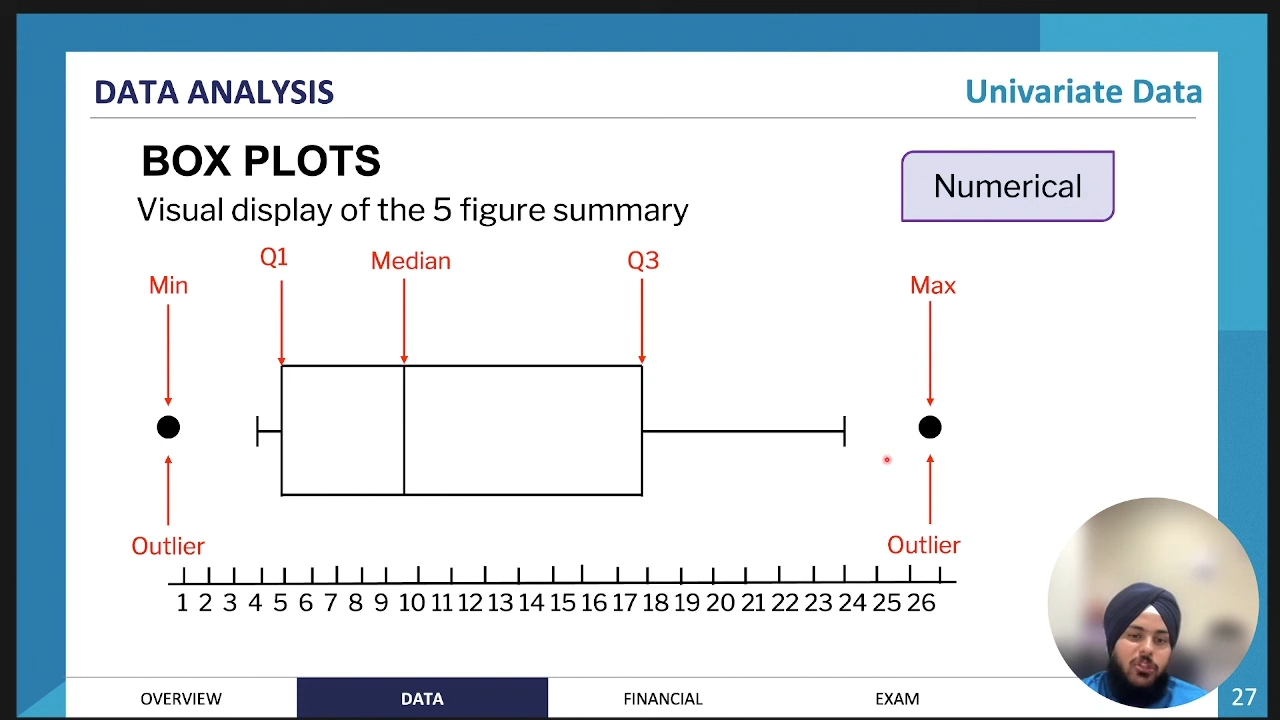 DATA ANALYSIS
Univariate Data
BOX PLOTS
Numerical
Visual display of the 5 figure summary
Q1
Median
Q3
Min
Max
Outlier
Outlier
1 2 3 4 5 6 7 8 9 10 11 12 13 14 15 16 17 18 19 20 21 22 23 24 25 26
OVERVIEW
DATA
FINANCIAL
EXAM
27